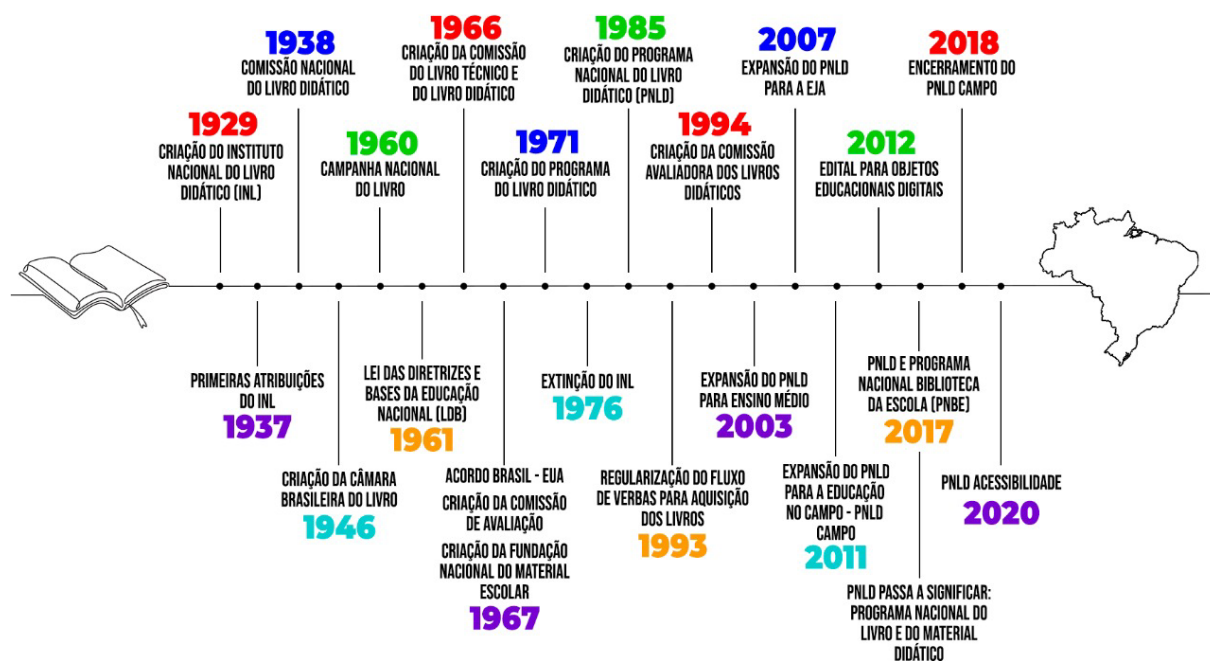 1929
CRIAÇÃO DO INSTITUTO
NACIONAL DO LIVRO
DIDÁTICO (INL)
PRIMEIRAS ATRIBUIÇÕES
DO INL
1937
1938
COMISSÃO NACIONAL
DO LIVRO DIDÁTICO
CRIAÇÃO DA CÂMARA
BRASILEIRA DO LIVRO
1946
1960
CAMPANHA NACIONAL
DO LIVRO
LEI DAS DIRETRIZES E
BASES DA EDUCAÇÃO
NACIONAL (LDB)
1961
1966
CRIAÇÃO DA COMISSÃO
DO LIVRO TÉCNICO E
DO LIVRO DIDÁTICO
ACORDO BRASIL - EUA
CRIAÇÃO DA COMISSÃO
DE AVALIAÇÃO
CRIAÇÃO DA FUNDAÇÃO
NACIONAL DO MATERIAL
ESCOLAR
1967
1971
CRIAÇÃO DO PROGRAMA
DO LIVRO DIDÁTICO
EXTINÇÃO DO INL
1976
1985
CRIAÇÃO DO PROGRAMA
NACIONAL DO LIVRO
DIDÁTICO (PNLD)
REGULARIZAÇÃO DO FLUXO
DE VERBAS PARA AQUISIÇÃO
DOS LIVROS
1993
1994
CRIAÇÃO DA COMISSÃO
AVALIADORA DOS LIVROS
DIDÁTICOS
EXPANSÃO DO PNLD
PARA ENSINO MÉDIO
2003
2007
EXPANSÃO DO PNLD
PARA A EJA
EXPANSÃO DO PNLD
PARA A EDUCAÇÃO
NO CAMPO - PNLD
CAMPO
2011
2012
EDITAL PARA OBJETOS
EDUCACIONAIS DIGITAIS
PNLD E PROGRAMA
NACIONAL BIBLIOTECA
DA ESCOLA (PNBE)
2017
PNLD PASSA A SIGNIFICAR:
PROGRAMA NACIONAL DO
LIVRO E DO MATERIAL
DIDÁTICO
2018
ENCERRAMENTO DO
PNLD CAMPO
PNLD ACESSIBILIDADE
2020